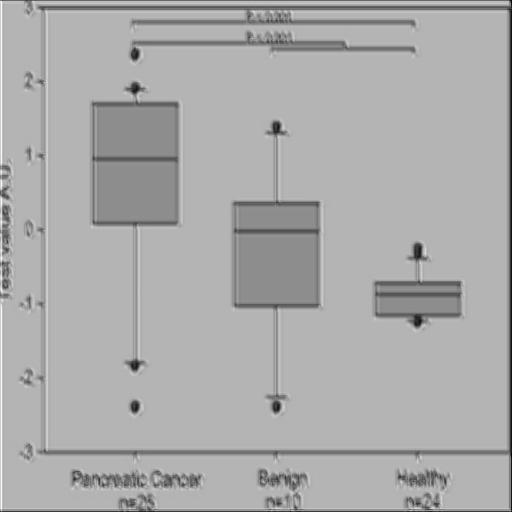 3
P < 0.001
P < 0.001
2
1
0
-1
-2
-3
Test value A.U.
Pancreatic Cancer
Benign
Healthy
n=25
n=10
n=24